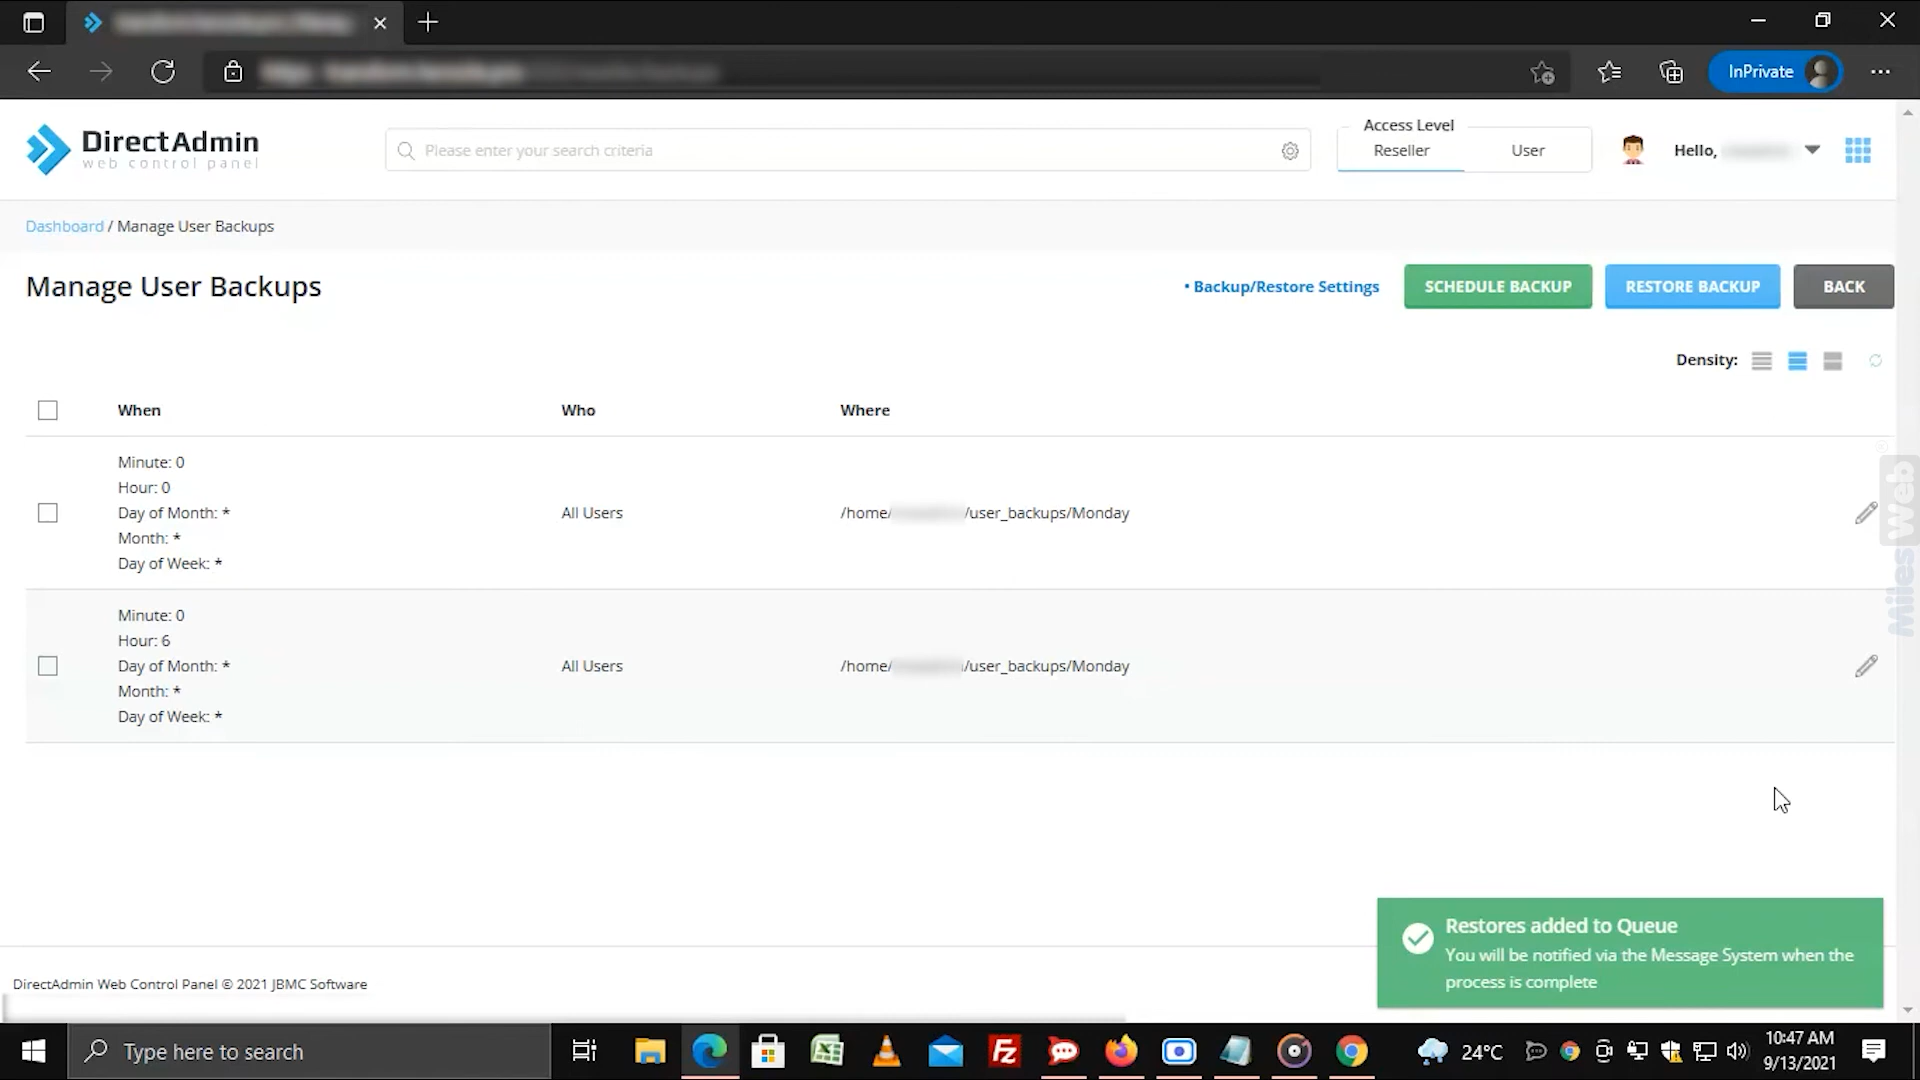 InPrivate
DirectAdmin
web control panel
Please enter your search criteria
Access Level
Reseller
User
Hello,
Dashboard / Manage User Backups
Manage User Backups
• Backup/Restore Settings
SCHEDULE BACKUP
RESTORE BACKUP
BACK
Density:
When
Who
Where
Minute: 0
Hour: 0
Day of Month: *
Month: *
Day of Week: *
All Users
/home/
/user_backups/Monday
Minute: 0
Hour: 6
Day of Month: *
Month: *
Day of Week: *
All Users
/home/
/user_backups/Monday
MilesWeb
Restores added to Queue
You will be notified via the Message System when the
process is complete
DirectAdmin Web Control Panel © 2021 JBMC Software
Type here to search
Fz
24°C
10:47 AM
9/13/2021